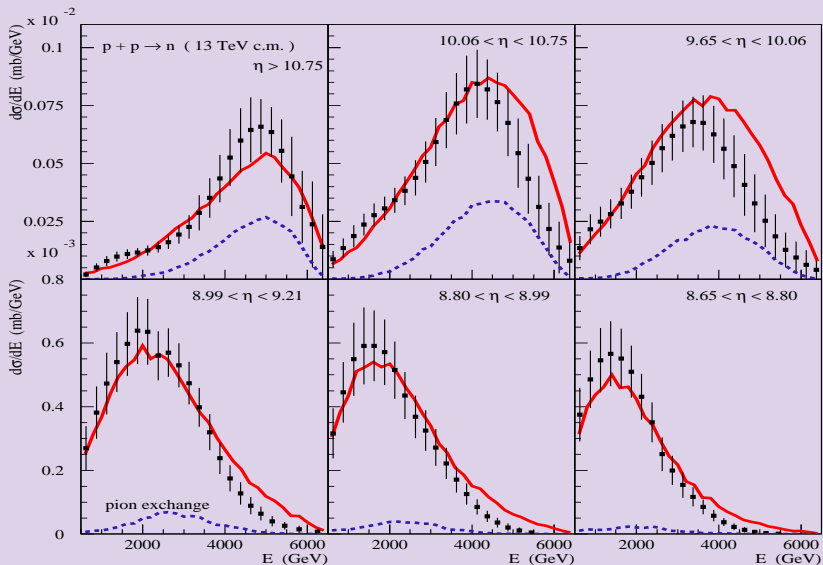 x 10 -2
dσ/dE (mb/GeV)
0.1
0.075
0.05
0.025
p + p → n ( 13 TeV c.m. )
η > 10.75
10.06 < η < 10.75
9.65 < η < 10.06
x 10 -3
dσ/dE (mb/GeV)
0.8
0.6
0.4
0.2
0
8.99 < η < 9.21
8.80 < η < 8.99
8.65 < η < 8.80
pion exchange
2000 4000 6000 2000 4000 6000 2000 4000 6000
E (GeV) E (GeV) E (GeV)